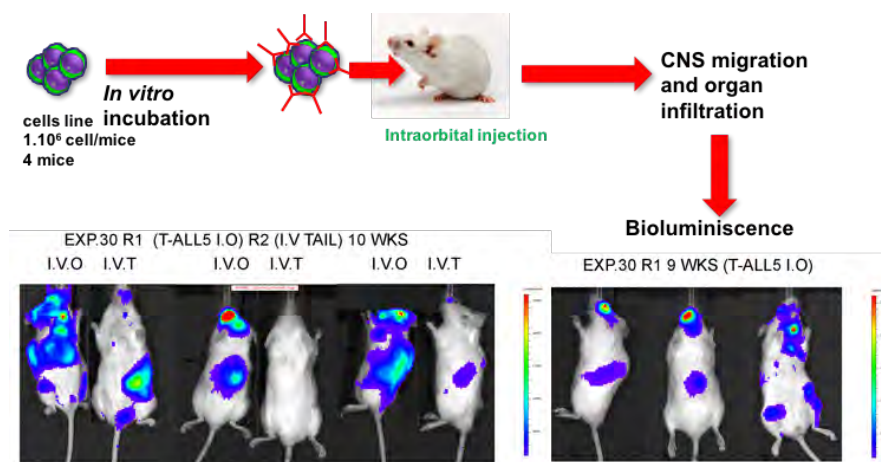 In vitro
incubation
cells line
1.10⁶ cell/mice
4 mice
Intraorbital injection
CNS migration
and organ
infiltration
Bioluminiscence
EXP.30 R1 (T-ALL5 I.O) R2 (I.V TAIL) 10 WKS
I.V.O I.V.T I.V.O I.V.T I.V.O I.V.T
EXP.30 R1 9 WKS (T-ALL5 I.O)